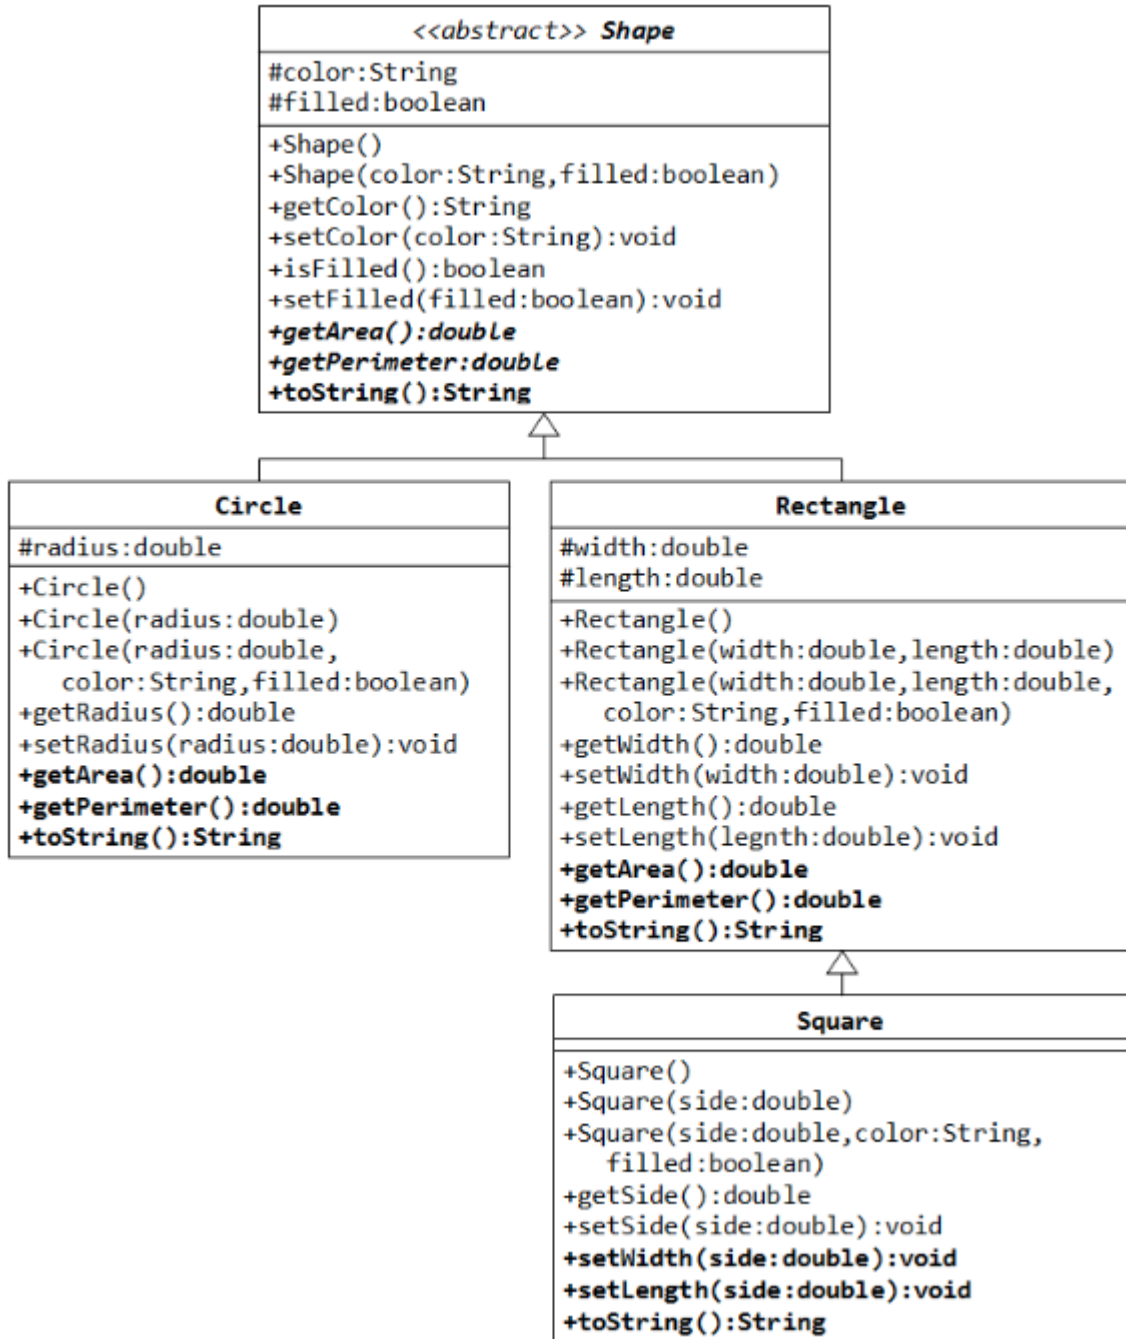 <<abstract>> Shape
#color:String
#filled:boolean
+Shape()
+Shape(color:String,filled:boolean)
+getColor():String
+setColor(color:String):void
+isFilled():boolean
+setFilled(filled:boolean):void
+getArea():double
+getPerimeter:double
+toString():String
Circle
#radius:double
+Circle()
+Circle(radius:double)
+Circle(radius:double,
color:String,filled:boolean)
+getRadius():double
+setRadius(radius:double):void
+getArea():double
+getPerimeter():double
+toString():String
Rectangle
#width:double
#length:double
+Rectangle()
+Rectangle(width:double,length:double)
+Rectangle(width:double,length:double,
color:String,filled:boolean)
+getWidth():double
+setWidth(width:double):void
+getLength():double
+setLength(legnth:double):void
+getArea():double
+getPerimeter():double
+toString():String
Square
+Square()
+Square(side:double)
+Square(side:double,color:String,
filled:boolean)
+getSide():double
+setSide(side:double):void
+setWidth(side:double):void
+setLength(side:double):void
+toString():String